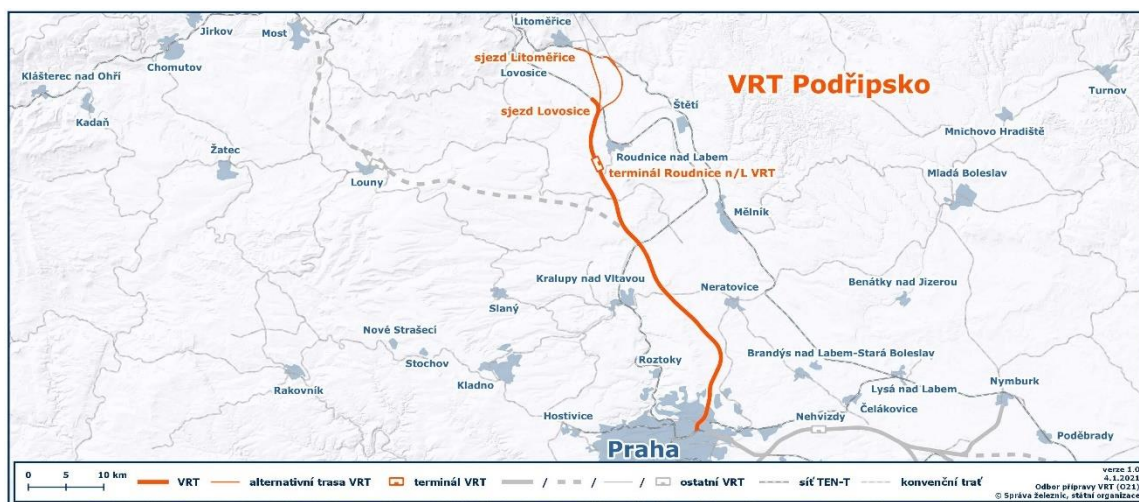 Jirkov
Most
Litoměřice
Chomutov
sjezd Litoměřice
Klášterec nad Ohří
Lovosice
VRT Podřipsko
Turnov
Kadaň
sjezd Lovosice
Štětí
Mnichovo Hradiště
Žatec
Roudnice nad Labem
Louny
terminál Roudnice n/L VRT
Mladá Boleslav
Mělník
Kralupy nad Vltavou
Neratovice
Benátky nad Jizerou
Slaný
Nové Strašecí
Brandýs nad Labem-Stará Boleslav
Stochov
Roztoky
Rakovník
Kladno
Lysá nad Labem
Nymburk
Čelákovice
Hostivice
Nehvizdy
Poděbrady
Praha
0 5 10 km
VRT
alternativní trasa VRT
terminál VRT
/ / / ostatní VRT
síť TEN-T
konvenční trať
verze 1.0
4.1.2021
Odbor přípravy VRT (O21)
© Správa železnic, státní organizace